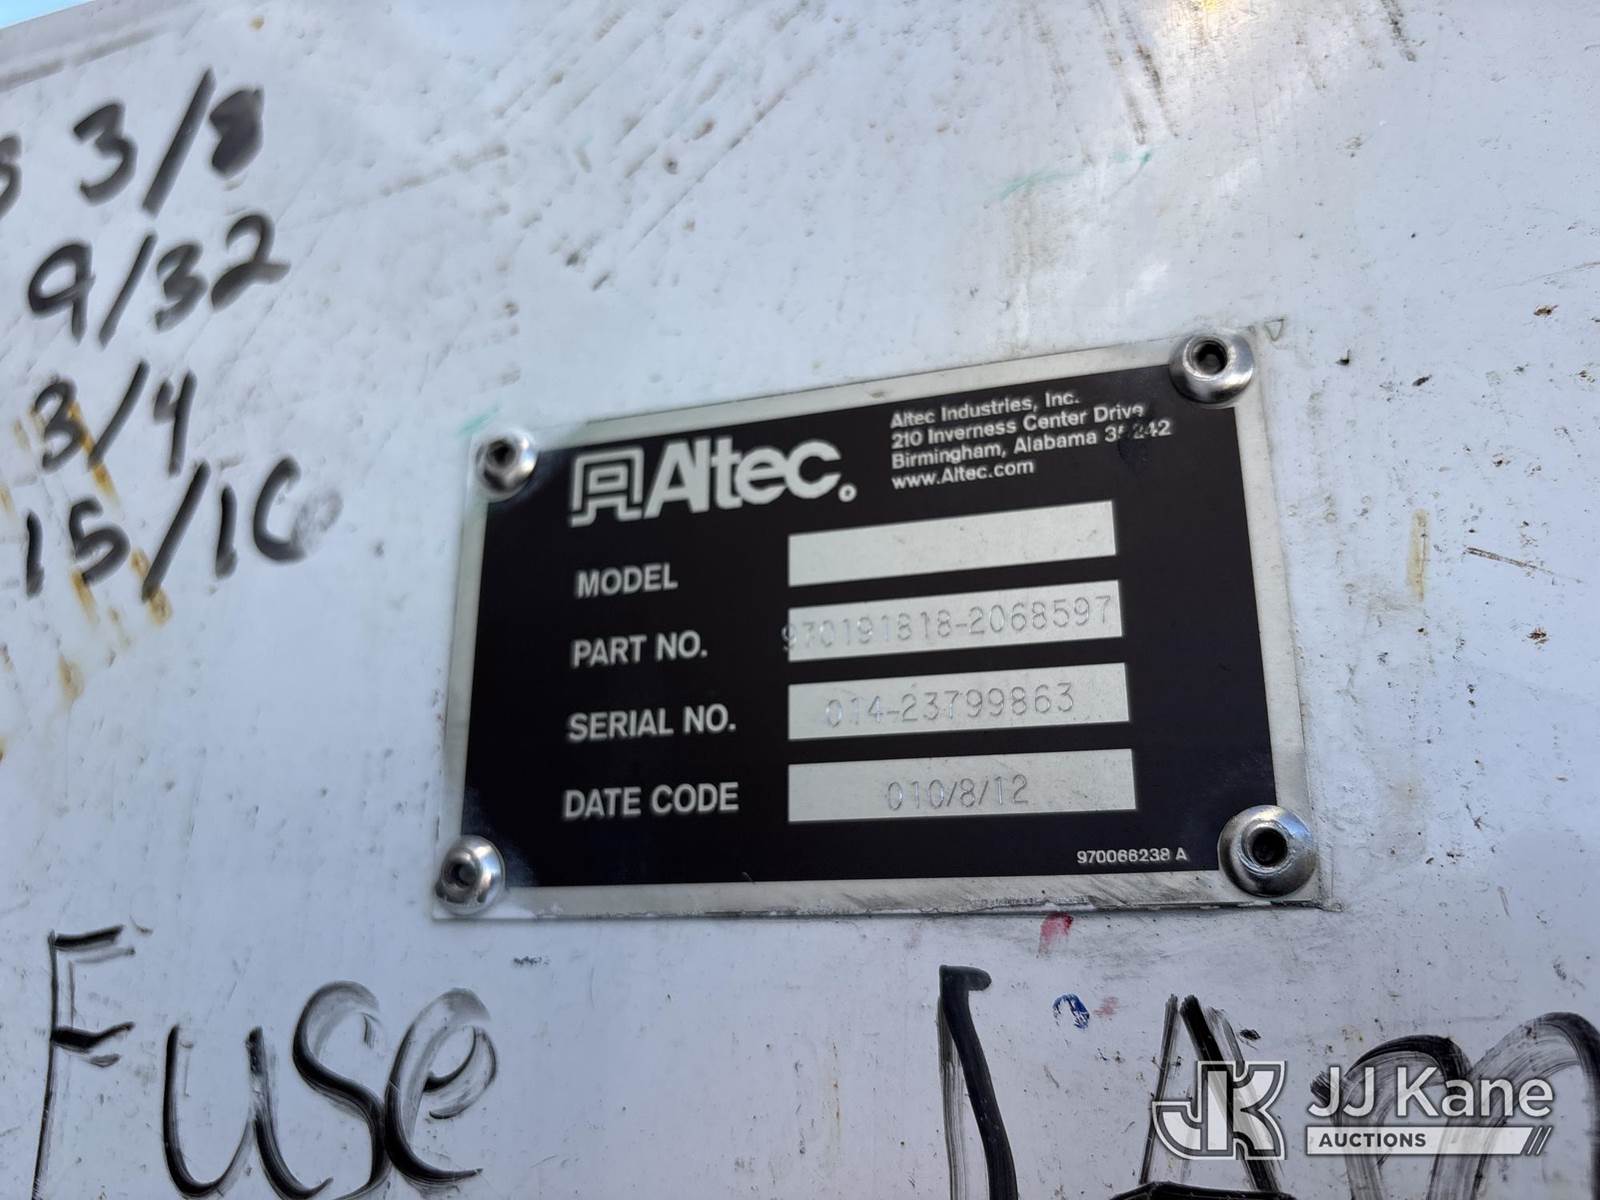 3/8
9/32
3/4
15/16
Altec
Altec Industries, Inc.
210 Inverness Center Drive
Birmingham, Alabama 35242
www.Altec.com
MODEL
PART NO. 970191818-2068597
SERIAL NO. 014-23799863
DATE CODE 010/8/12
970066238 A
Fuse
JJ Kane
AUCTIONS